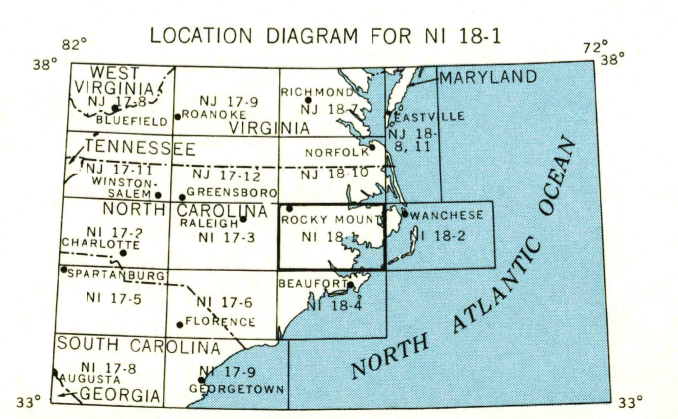 LOCATION DIAGRAM FOR NI 18-1
82°
72°
38°
38°
WEST
VIRGINIA
NJ 17-8
BLUEFIELD
NJ 17-9
ROANOKE
VIRGINIA
RICHMOND
NJ 18-7
MARYLAND
EASTVILLE
NJ 18-
8, 11
TENNESSEE
NORFOLK
NJ 17-11
NJ 17-12
NJ 18-10
WINSTON-
SALEM
GREENSBORO
NORTH CAROLINA
RALEIGH
ROCKY MOUNT
WANCHESE
NI 17-2
NI 17-3
NI 18-1
NI 18-2
CHARLOTTE
SPARTANBURG
BEAUFORT
NI 17-5
NI 17-6
NI 18-4
FLORENCE
SOUTH CAROLINA
NI 17-8
NI 17-9
AUGUSTA
GEORGETOWN
GEORGIA
NORTH ATLANTIC OCEAN
33°
33°